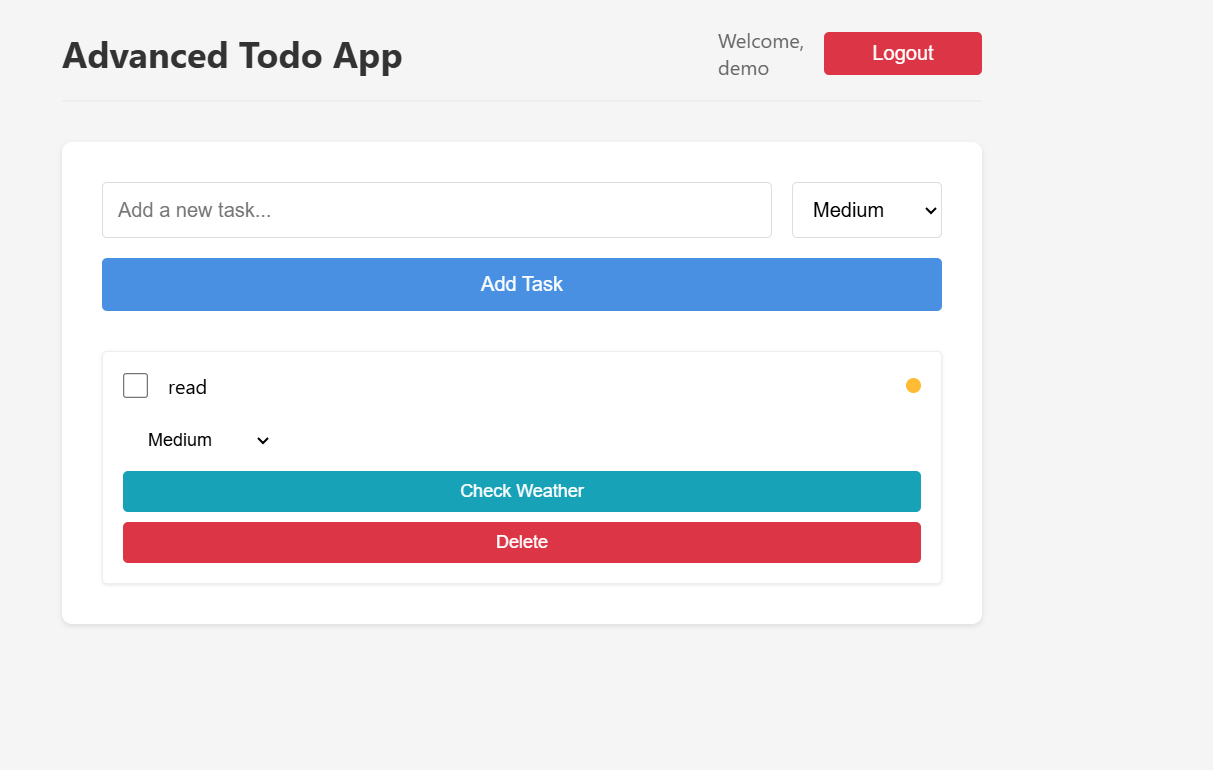 Advanced Todo App
Welcome,
demo
Logout
Add a new task...
Medium
Add Task
read
Medium
Check Weather
Delete